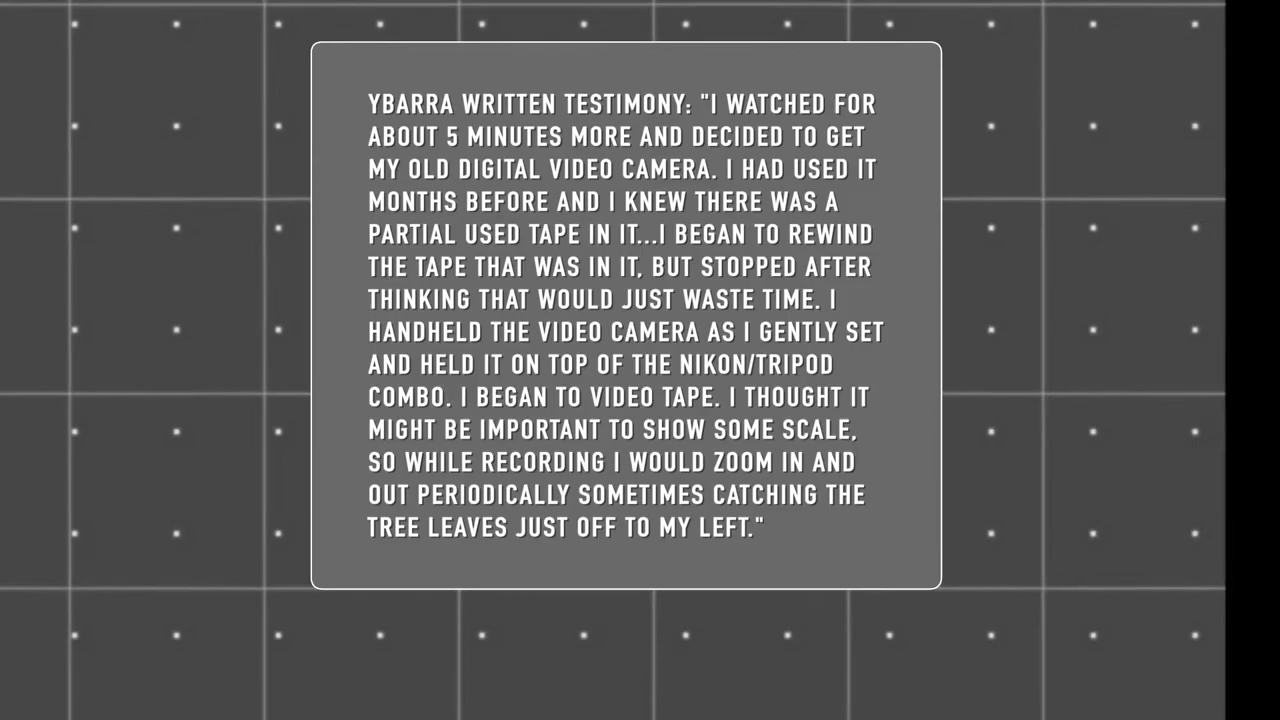 YBARRA WRITTEN TESTIMONY: "I WATCHED FOR
ABOUT 5 MINUTES MORE AND DECIDED TO GET
MY OLD DIGITAL VIDEO CAMERA. I HAD USED IT
MONTHS BEFORE AND I KNEW THERE WAS A
PARTIAL USED TAPE IN IT...I BEGAN TO REWIND
THE TAPE THAT WAS IN IT, BUT STOPPED AFTER
THINKING THAT WOULD JUST WASTE TIME. I
HANDHELD THE VIDEO CAMERA AS I GENTLY SET
AND HELD IT ON TOP OF THE NIKON/TRIPOD
COMBO. I BEGAN TO VIDEO TAPE. I THOUGHT IT
MIGHT BE IMPORTANT TO SHOW SOME SCALE,
SO WHILE RECORDING I WOULD ZOOM IN AND
OUT PERIODICALLY SOMETIMES CATCHING THE
TREE LEAVES JUST OFF TO MY LEFT."